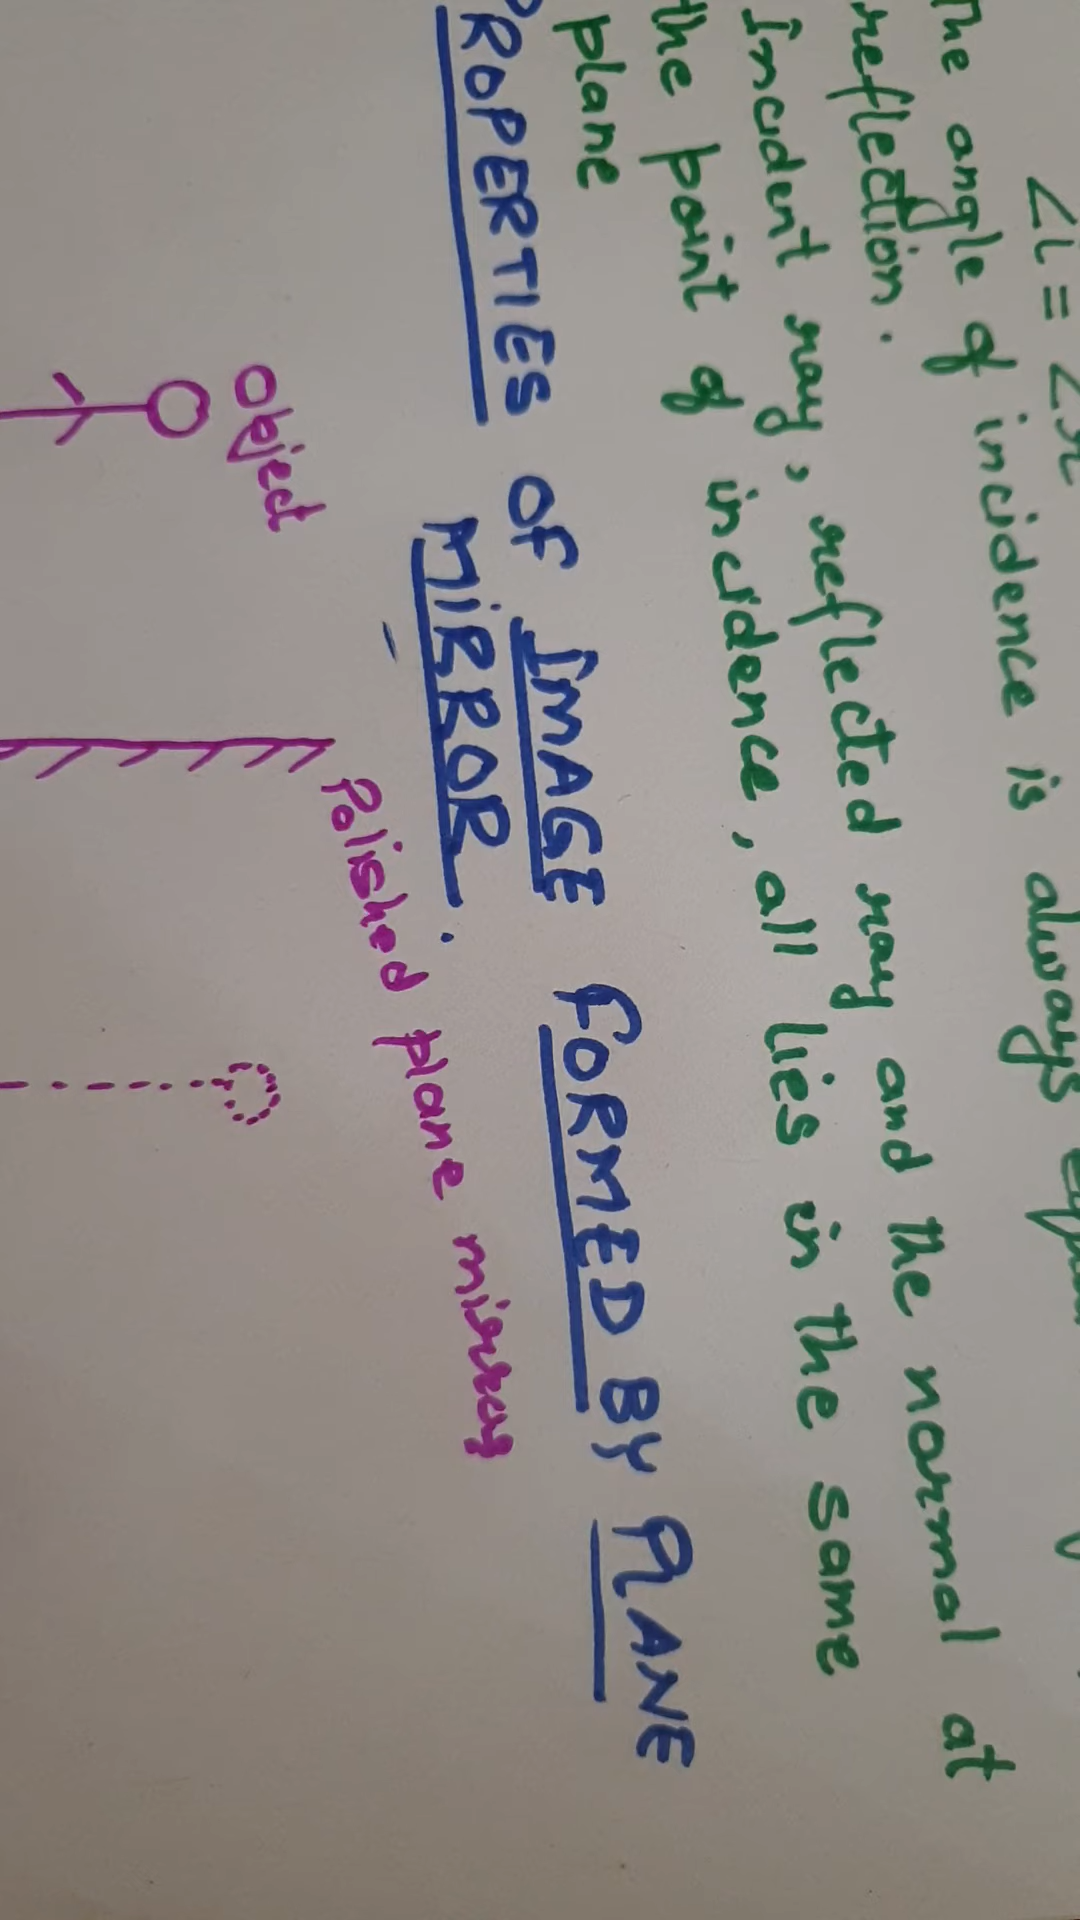 ∠i = ∠r
The angle of incidence is always
reflection.
Incident ray, reflected ray and the normal at
the point of incidence, all lies in the same
plane
PROPERTIES OF IMAGE FORMED BY PLANE
MIRROR.
Object
Polished plane mirror